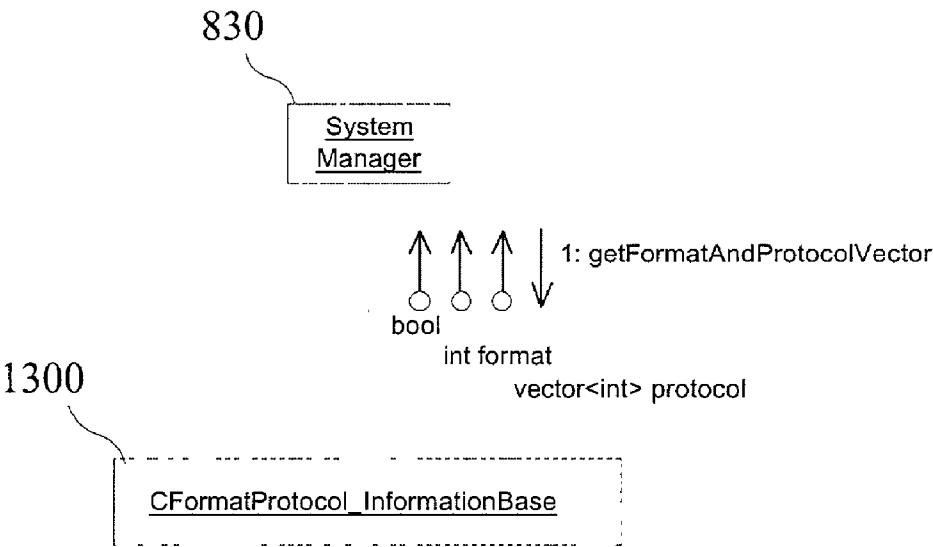 830
System
Manager
1: getFormatAndProtocolVector
bool
int format
vector<int> protocol
1300
CFormatProtocol_InformationBase